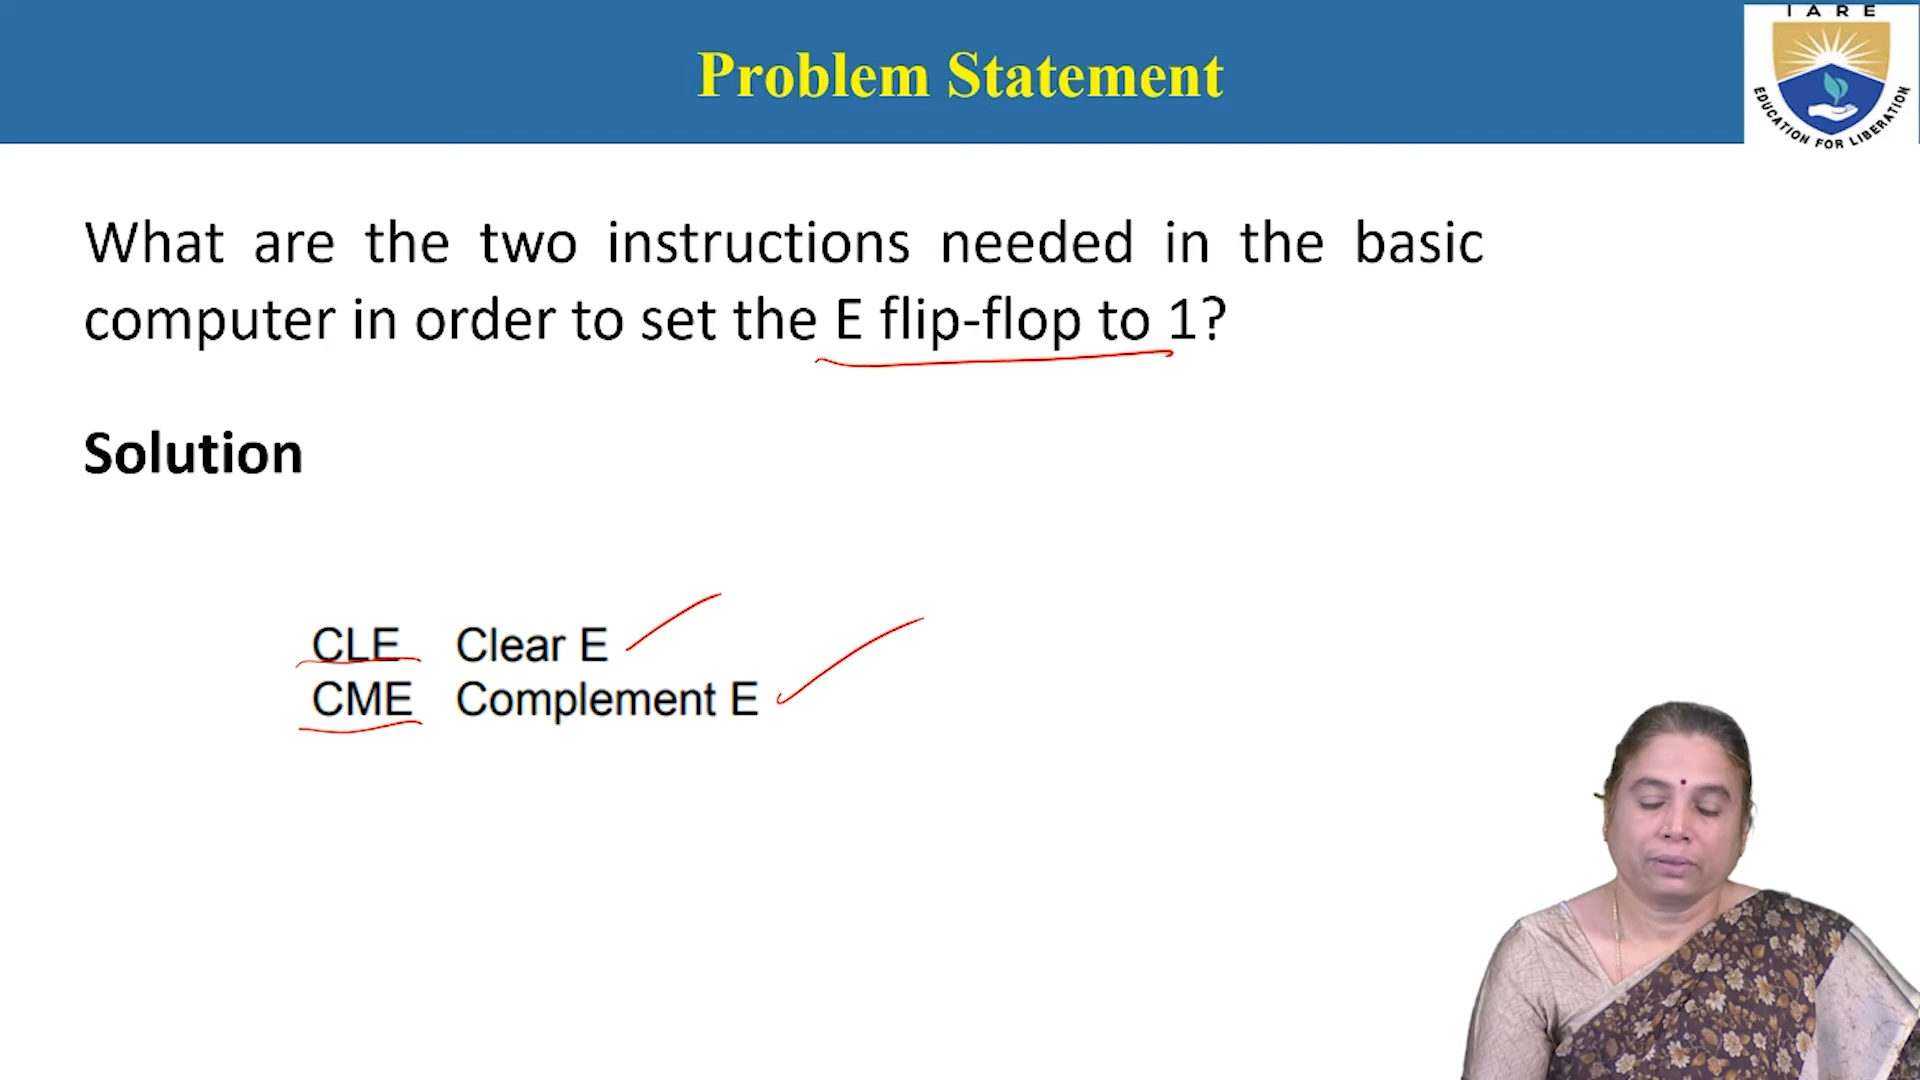 Problem Statement
IARE
EDUCATION FOR LIBERATION
What are the two instructions needed in the basic
computer in order to set the E flip-flop to 1?
Solution
CLE Clear E
CME Complement E